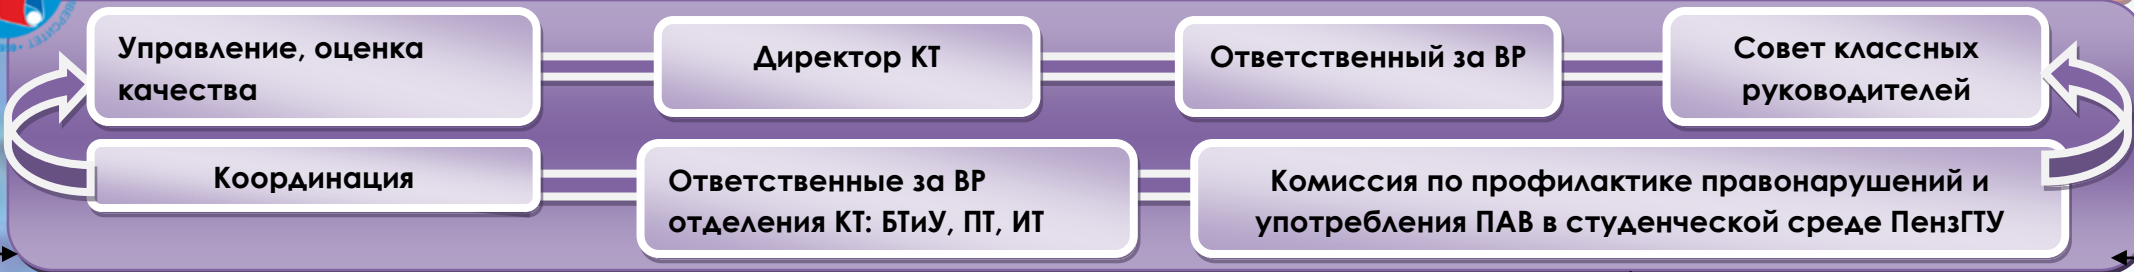 Управление, оценка
качества
Директор КТ
Ответственный за ВР
Совет классных
руководителей
Координация
Ответственные за ВР
отделения КТ: БТиУ, ПТ, ИТ
Комиссия по профилактике правонарушений и
употребления ПАВ в студенческой среде ПензГТУ